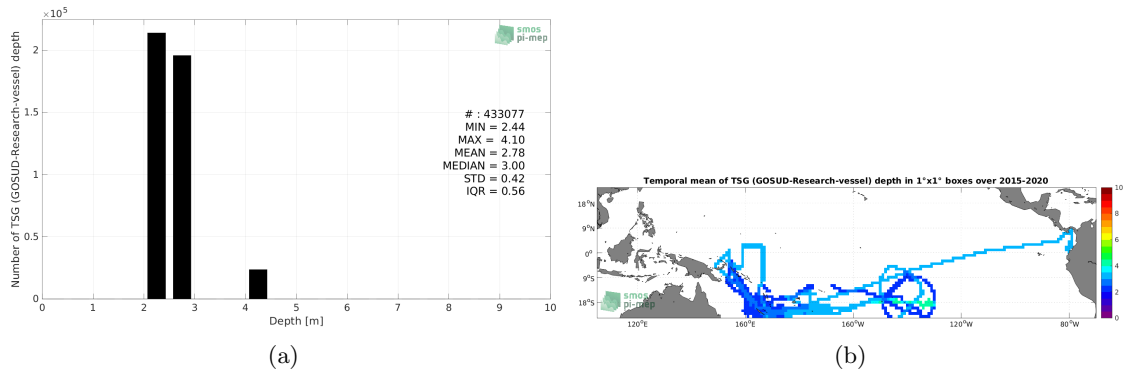 ×10⁵
smos
pi-mep
Number of TSG (GOSUD-Research-vessel) depth
2
1.5
1
0.5
0
# : 433077
MIN = 2.44
MAX = 4.10
MEAN = 2.78
MEDIAN = 3.00
STD = 0.42
IQR = 0.56
0 1 2 3 4 5 6 7 8 9 10
Depth [m]
(a)
Temporal mean of TSG (GOSUD-Research-vessel) depth in 1°x1° boxes over 2015-2020
18°N
9°N
0°
9°S
18°S
smos
pi-mep
120°E 160°E 160°W 120°W 80°W
10
8
6
4
2
0
(b)